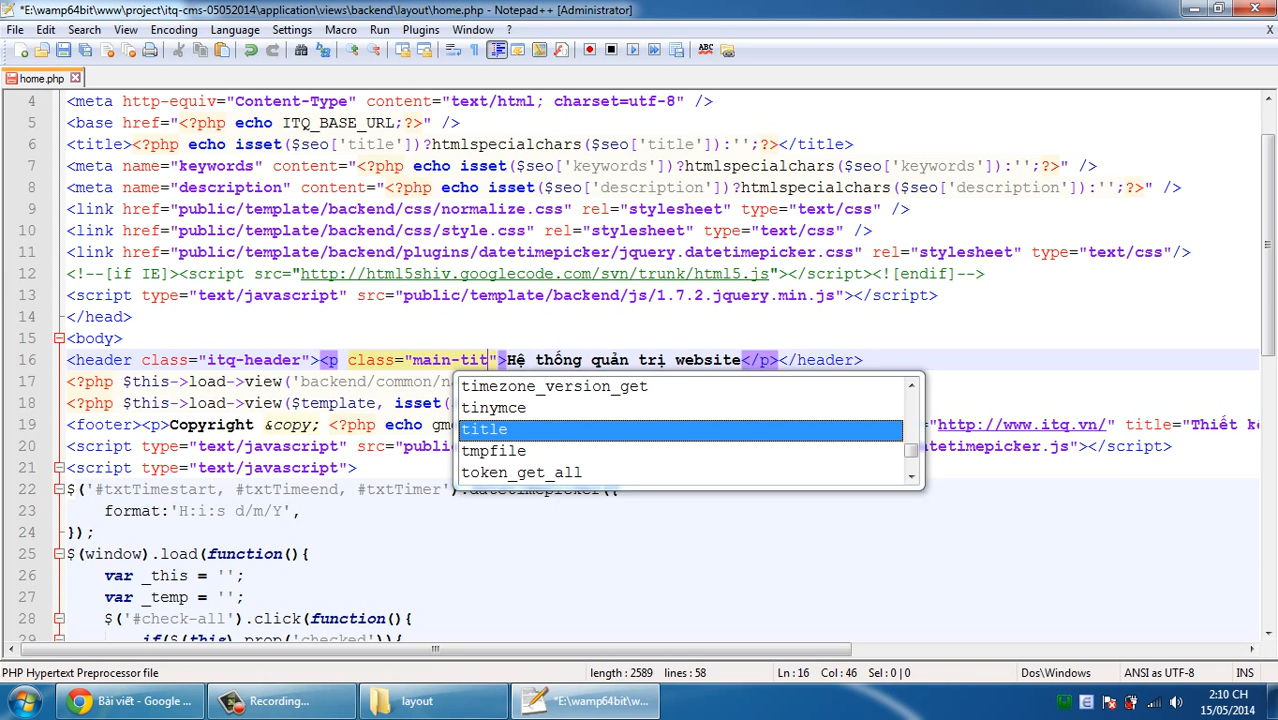 *E:\wamp64bit\www\project\itq-cms-05052014\application\views\backend\layout\home.php - Notepad++ [Administrator]
File Edit Search View Encoding Language Settings Macro Run Plugins Window ? X
home.php
4 <meta http-equiv="Content-Type" content="text/html; charset=utf-8" />
5 <base href="<?php echo ITQ_BASE_URL;?>" />
6 <title><?php echo isset($seo['title'])?htmlspecialchars($seo['title']):'';?></title>
7 <meta name="keywords" content="<?php echo isset($seo['keywords'])?htmlspecialchars($seo['keywords']):'';?>" />
8 <meta name="description" content="<?php echo isset($seo['description'])?htmlspecialchars($seo['description']):'';?>" />
9 <link href="public/template/backend/css/normalize.css" rel="stylesheet" type="text/css" />
10 <link href="public/template/backend/css/style.css" rel="stylesheet" type="text/css" />
11 <link href="public/template/backend/plugins/datetimepicker/jquery.datetimepicker.css" rel="stylesheet" type="text/css"/>
12 <!--[if IE]><script src="http://html5shiv.googlecode.com/svn/trunk/html5.js"></script><![endif]-->
13 <script type="text/javascript" src="public/template/backend/js/1.7.2.jquery.min.js"></script>
14 </head>
15 <body>
16 <header class="itq-header"><p class="main-tit">Hệ thống quản trị website</p></header>
17 <?php $this->load->view('backend/common/na
timezone_version_get
18 <?php $this->load->view($template, isset(
tinymce
19 <footer><p>Copyright &copy; <?php echo gm
title
="http://www.itq.vn/" title="Thiết k
20 <script type="text/javascript" src="pub
tmpfile
etimepicker.js"></script>
21 <script type="text/javascript">
token_get_all
22 $('#txtTimestart, #txtTimeend, #txtTimer').datetimepicker({
23 format:'H:i:s d/m/Y',
24 });
25 $(window).load(function(){
26 var _this = '';
27 var _temp = '';
28 $('#check-all').click(function(){
29 if($(this).prop('checked')){
PHP Hypertext Preprocessor file length : 2589 lines : 58 Ln : 16 Col : 46 Sel : 0 | 0 Dos\Windows ANSI as UTF-8 INS
Bài viết - Google ... Recording... layout *E:\wamp64bit\w...
2:10 CH
15/05/2014